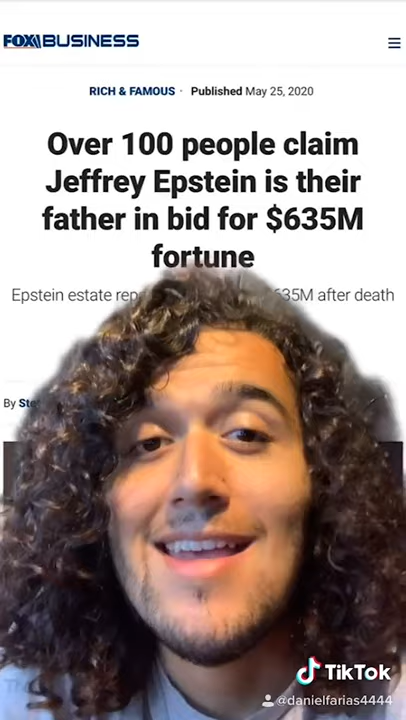 FOX BUSINESS
RICH & FAMOUS · Published May 25, 2020
Over 100 people claim
Jeffrey Epstein is their
father in bid for $635M
fortune
Epstein estate 635M after death
By
TikTok
@danielfarias4444